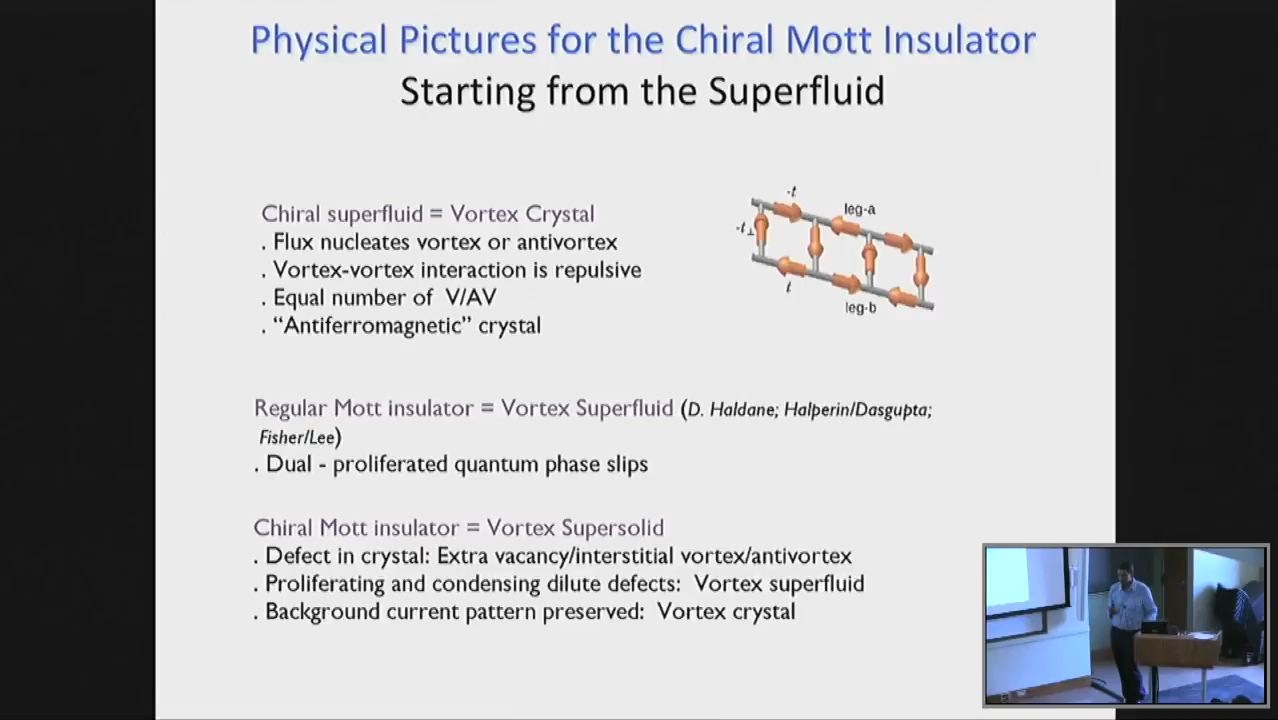 Physical Pictures for the Chiral Mott Insulator
Starting from the Superfluid
Chiral superfluid = Vortex Crystal
. Flux nucleates vortex or antivortex
. Vortex-vortex interaction is repulsive
. Equal number of V/AV
. “Antiferromagnetic” crystal
-t
leg-a
-t⊥
t
leg-b
Regular Mott insulator = Vortex Superfluid (D. Haldane; Halperin/Dasgupta;
Fisher/Lee)
. Dual - proliferated quantum phase slips
Chiral Mott insulator = Vortex Supersolid
. Defect in crystal: Extra vacancy/interstitial vortex/antivortex
. Proliferating and condensing dilute defects: Vortex superfluid
. Background current pattern preserved: Vortex crystal